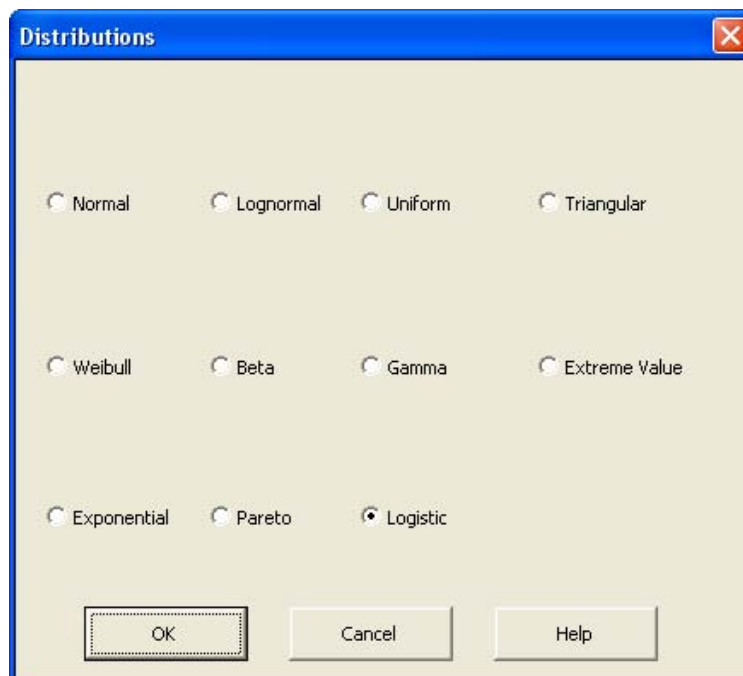 Distributions
Normal Lognormal Uniform Triangular
Weibull Beta Gamma Extreme Value
Exponential Pareto Logistic
OK Cancel Help